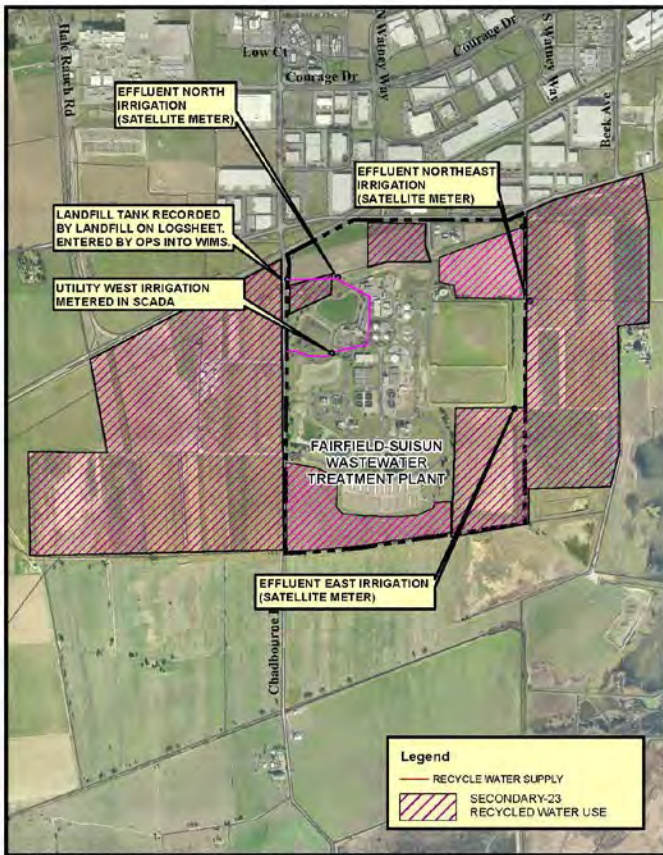 Hale Ranch Rd
Low Ct
Courage Dr
N Watney Way
Courage Dr
S Watney Way
Beck Ave
EFFLUENT NORTH
IRRIGATION
(SATELLITE METER)
EFFLUENT NORTHEAST
IRRIGATION
(SATELLITE METER)
LANDFILL TANK RECORDED
BY LANDFILL ON LOGSHEET.
ENTERED BY OPS INTO WIMS.
UTILITY WEST IRRIGATION
METERED IN SCADA
FAIRFIELD-SUISUN
WASTEWATER
TREATMENT PLANT
EFFLUENT EAST IRRIGATION
(SATELLITE METER)
Chadbourne
Legend
RECYCLE WATER SUPPLY
SECONDARY-23
RECYCLED WATER USE